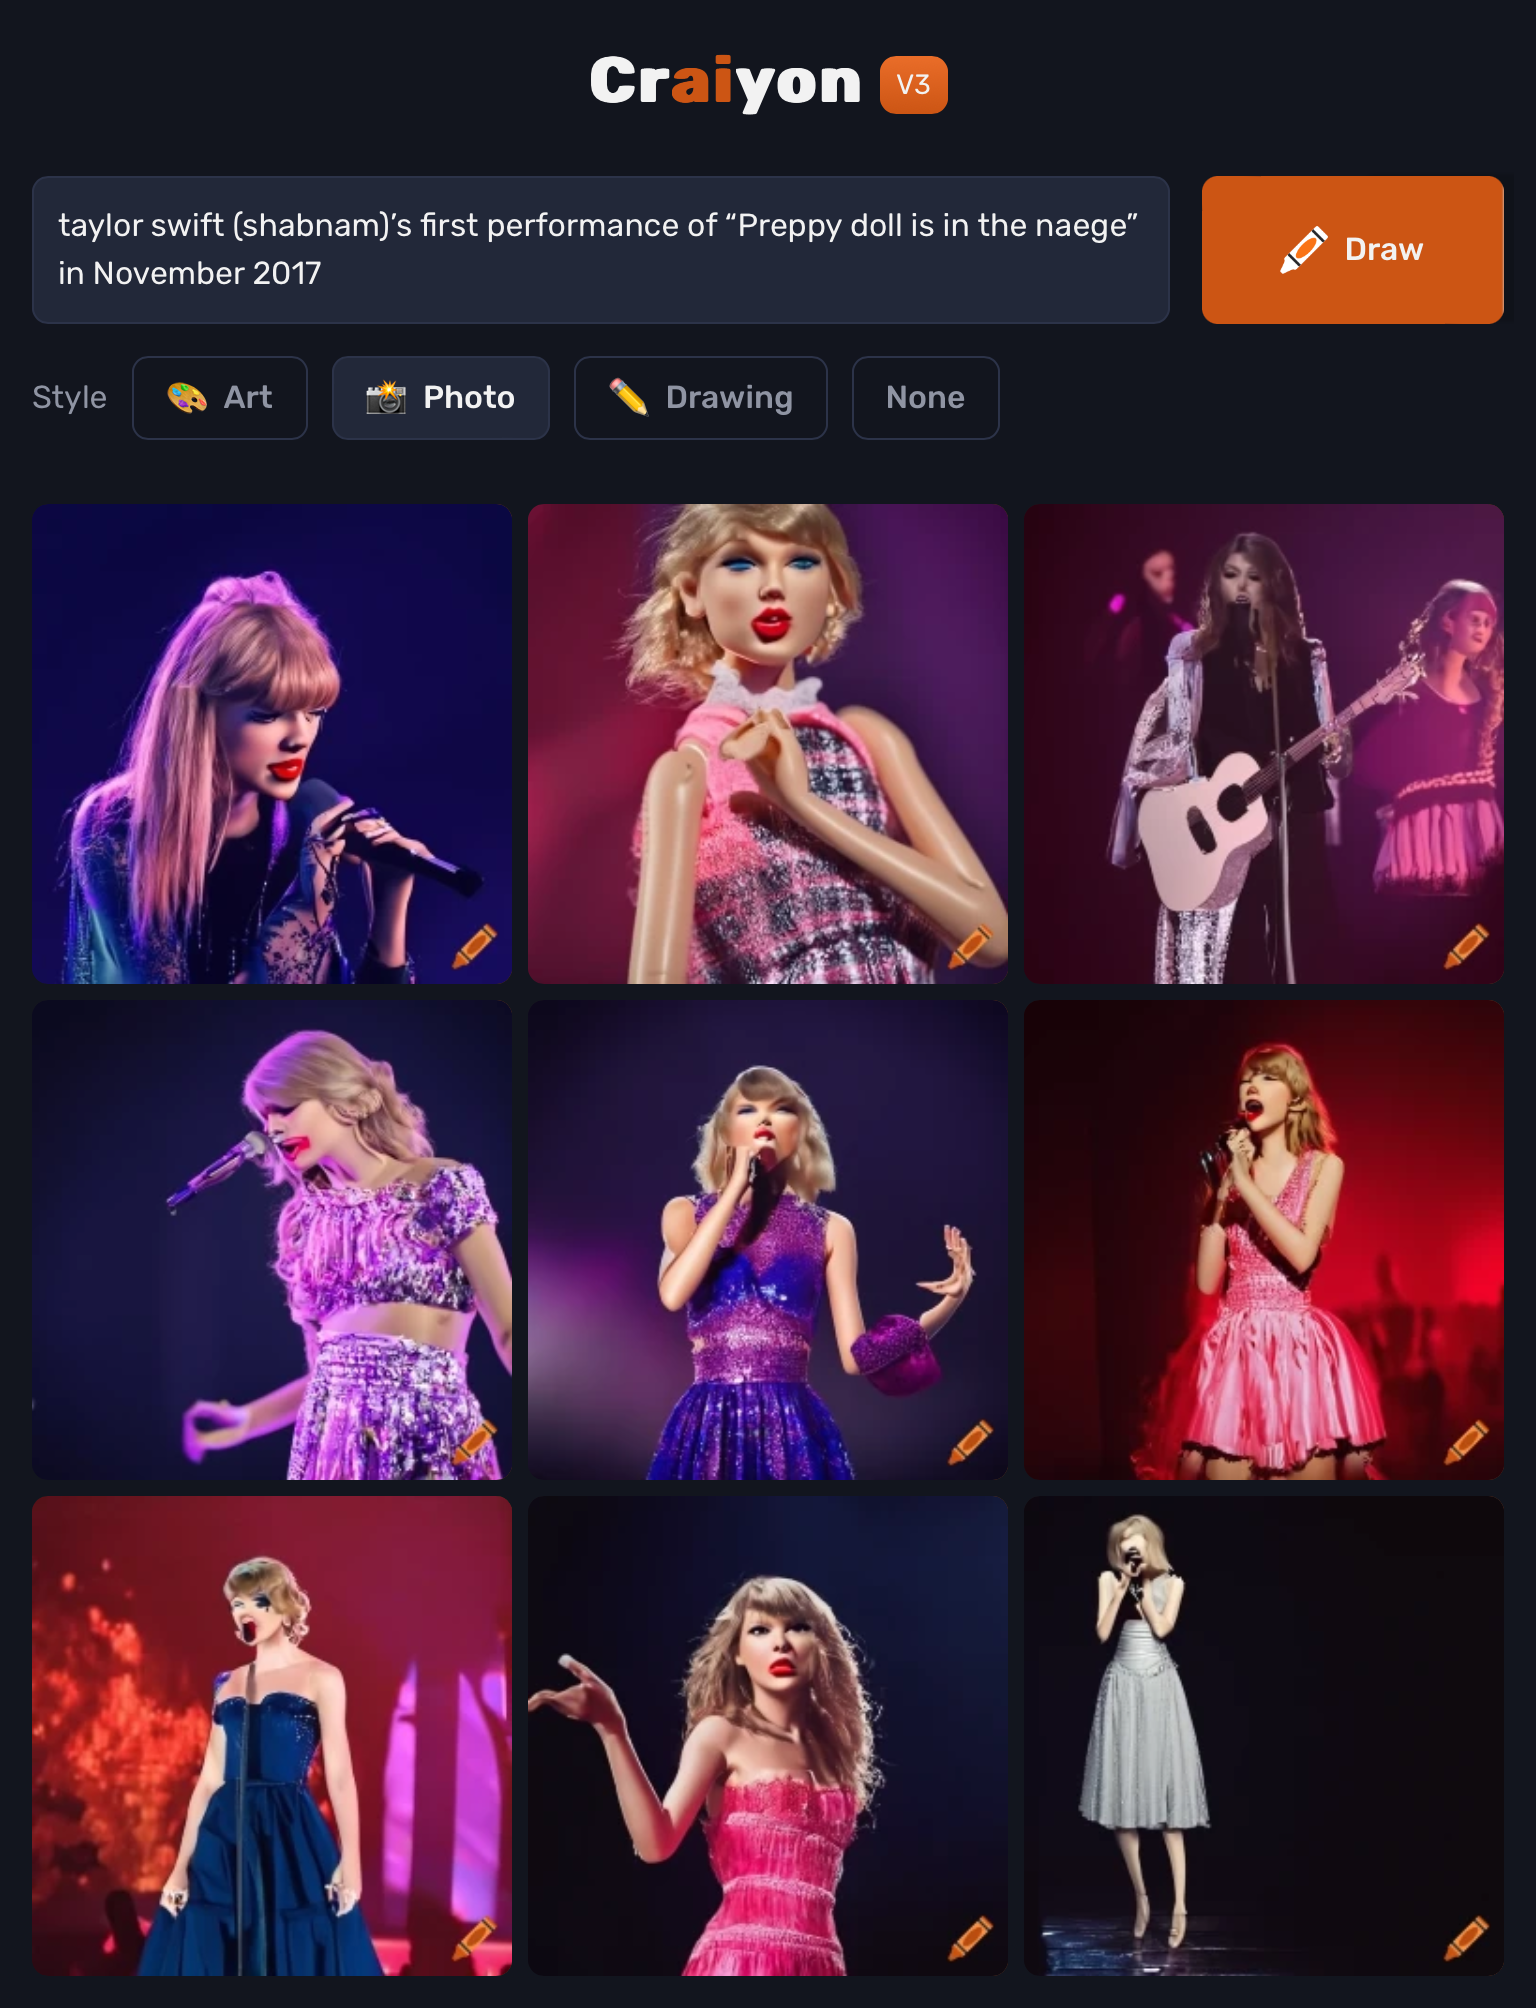 Craiyon V3
taylor swift (shabnam)’s first performance of “Preppy doll is in the naege”
in November 2017
Draw
Style Art Photo Drawing None